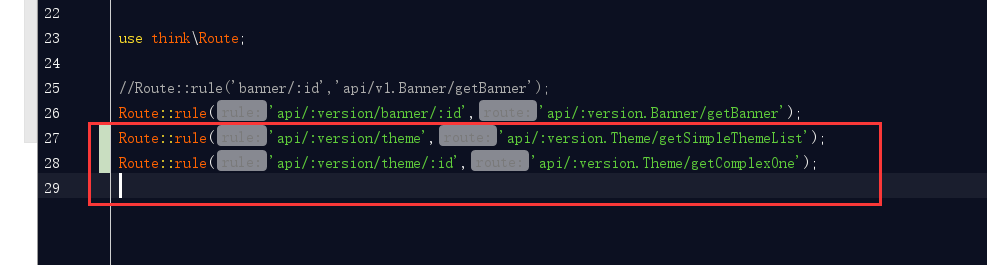 22
23 use think\Route;
24
25 //Route::rule('banner/:id','api/v1.Banner/getBanner');
26 Route::rule( rule: 'api/:version/banner/:id', route: 'api/:version.Banner/getBanner');
27 Route::rule( rule: 'api/:version/theme', route: 'api/:version.Theme/getSimpleThemeList');
28 Route::rule( rule: 'api/:version/theme/:id', route: 'api/:version.Theme/getComplexOne');
29